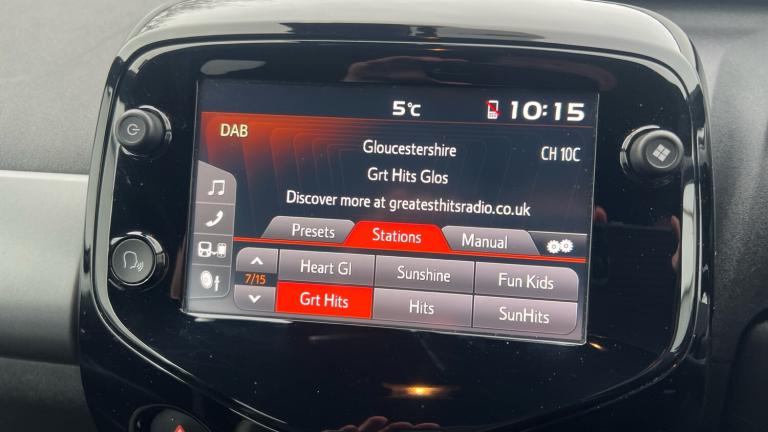 5°C 10:15
DAB
Gloucestershire CH 10C
Grt Hits Glos
Discover more at greatesthitsradio.co.uk
Presets Stations Manual
Heart Gl Sunshine Fun Kids
7/15
Grt Hits Hits SunHits